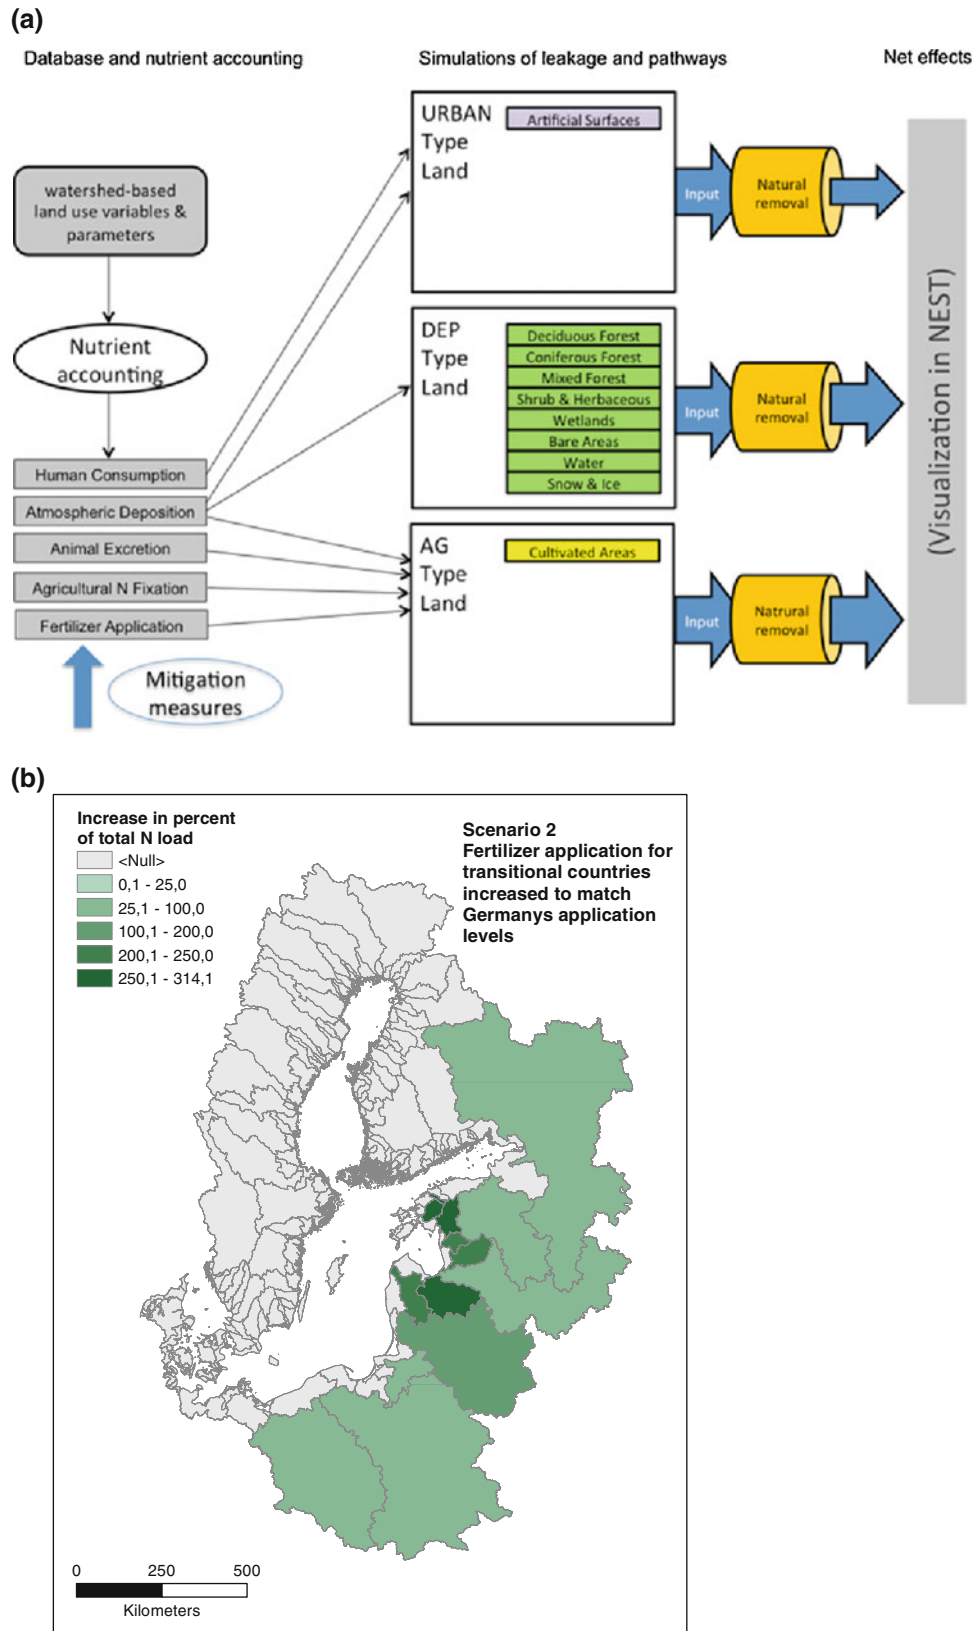 (a)
Database and nutrient accounting
Simulations of leakage and pathways
Net effects
watershed-based
land use variables &
parameters
Nutrient
accounting
Human Consumption
Atmospheric Deposition
Animal Excretion
Agricultural N Fixation
Fertilizer Application
Mitigation
measures
URBAN
Type
Land
Artificial Surfaces
Input
Natural
removal
DEP
Type
Land
Deciduous Forest
Coniferous Forest
Mixed Forest
Shrub & Herbaceous
Wetlands
Bare Areas
Water
Snow & Ice
Input
Natural
removal
AG
Type
Land
Cultivated Areas
Input
Natrural
removal
(Visualization in NEST)
(b)
Increase in percent
of total N load
<Null>
0,1 - 25,0
25,1 - 100,0
100,1 - 200,0
200,1 - 250,0
250,1 - 314,1
Scenario 2
Fertilizer application for
transitional countries
increased to match
Germanys application
levels
0 250 500
Kilometers